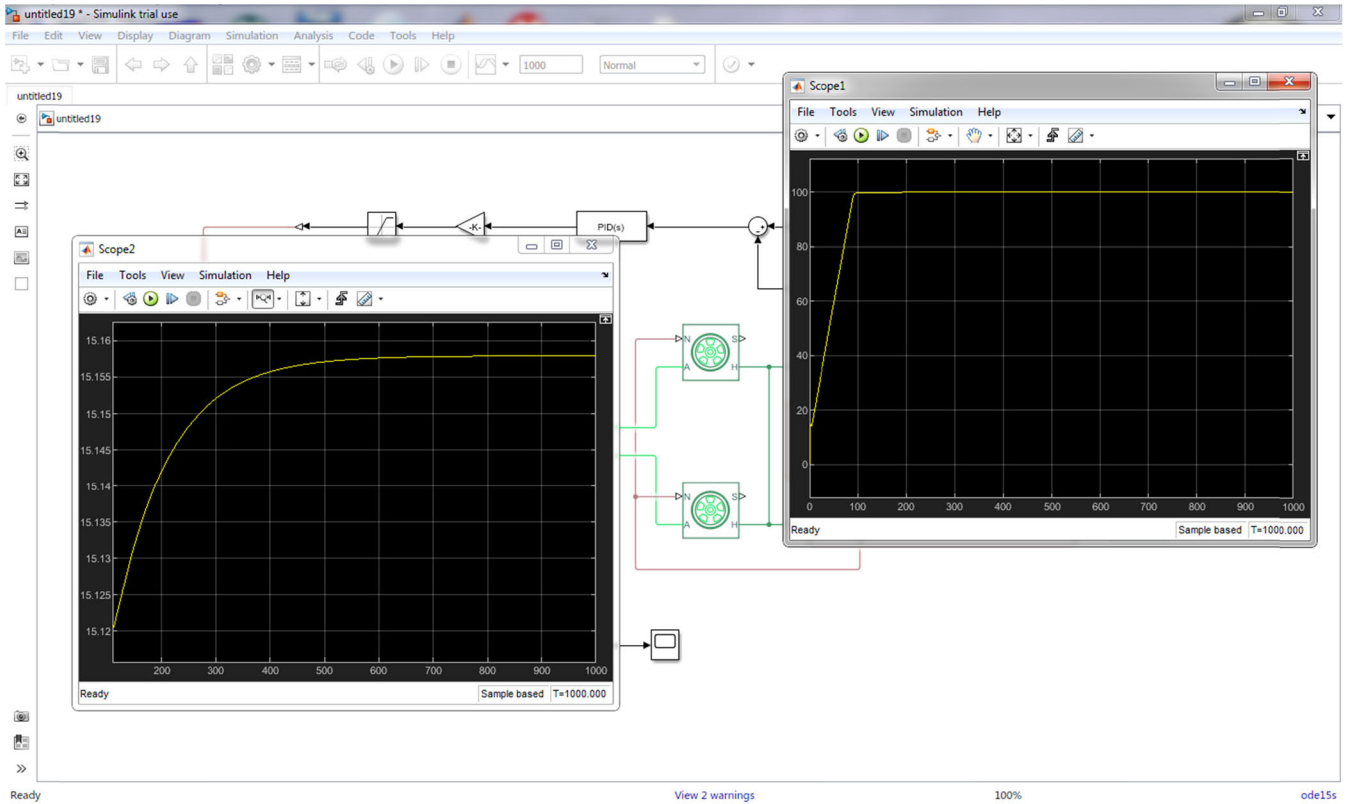 untitled19 * - Simulink trial use
File Edit View Display Diagram Simulation Analysis Code Tools Help
1000 Normal
untitled19
untitled19
PID(s)
-K-
Scope1
File Tools View Simulation Help
100
80
60
40
20
0
0 100 200 300 400 500 600 700 800 900 1000
Ready Sample based T=1000.000
Scope2
File Tools View Simulation Help
15.16
15.155
15.15
15.145
15.14
15.135
15.13
15.125
15.12
200 300 400 500 600 700 800 900 1000
Ready Sample based T=1000.000
N S
A H
N S
A H
Ready View 2 warnings 100% ode15s